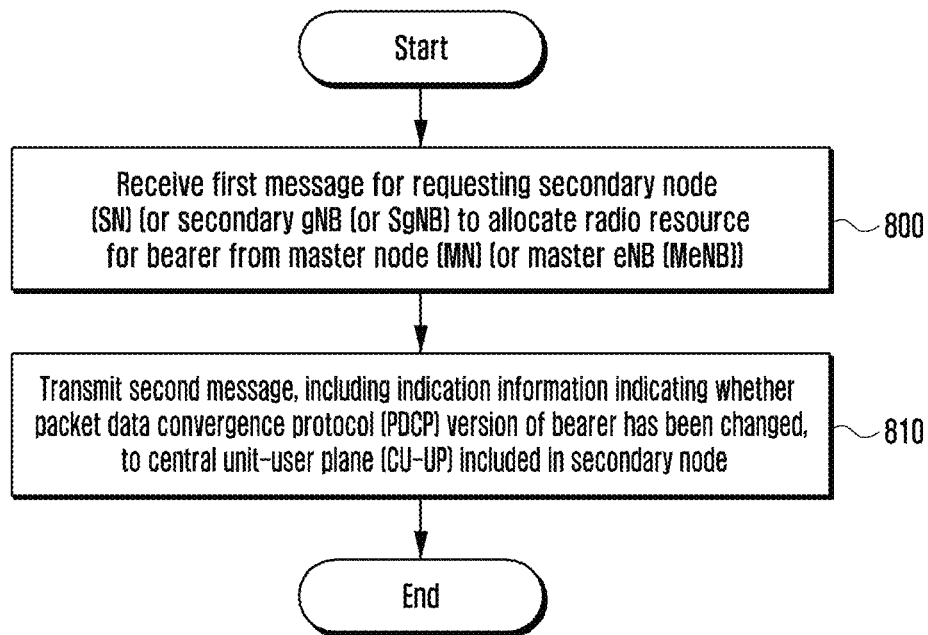 Start
Receive first message for requesting secondary node
(SN) (or secondary gNB (or SgNB) to allocate radio resource
for bearer from master node (MN) (or master eNB (MeNB))
800
Transmit second message, including indication information indicating whether
packet data convergence protocol (PDCP) version of bearer has been changed,
to central unit-user plane (CU-UP) included in secondary node
810
End